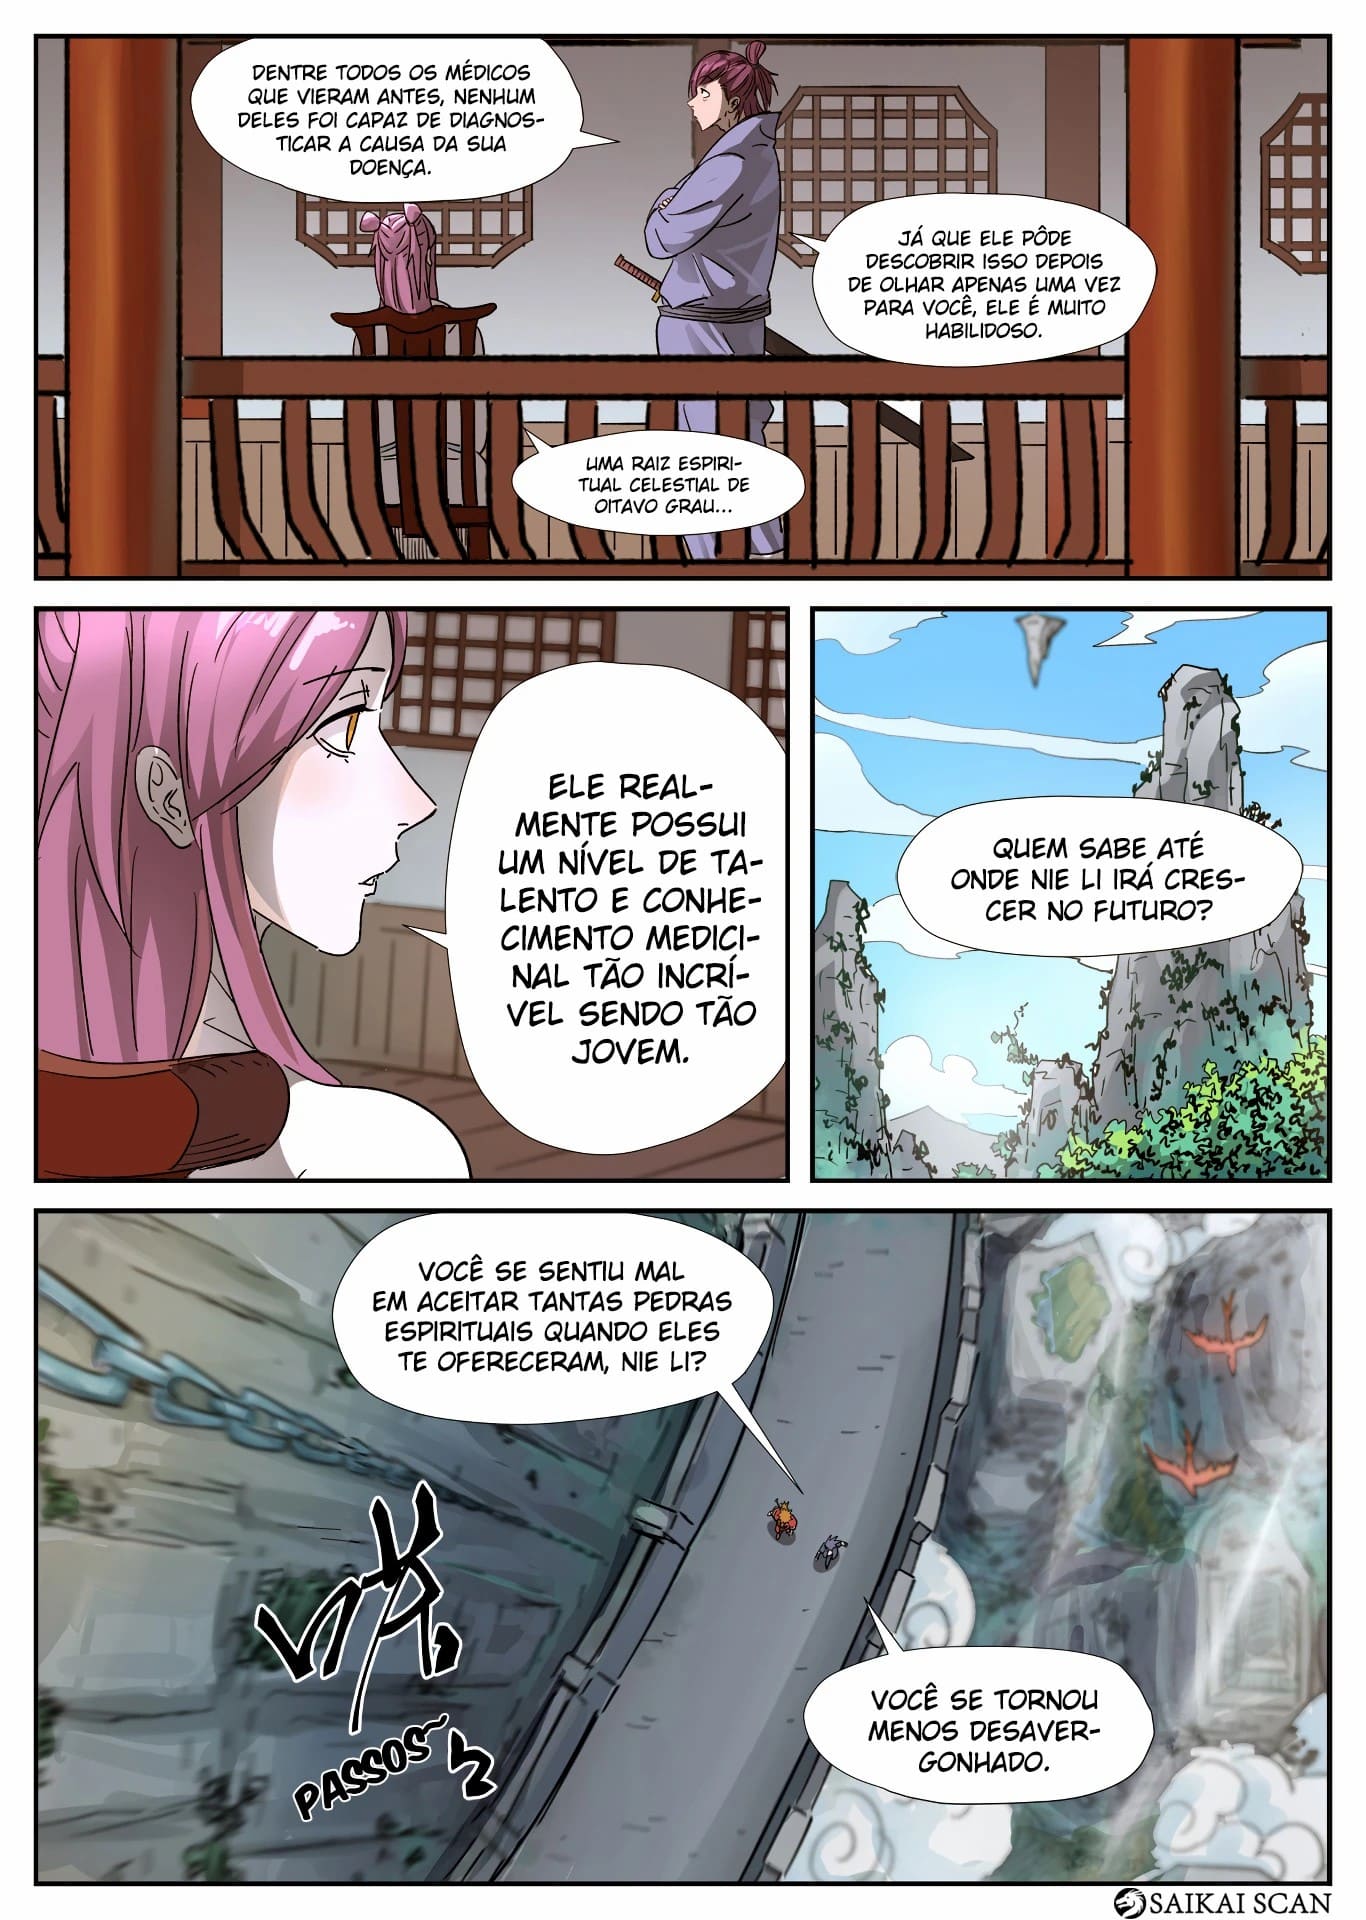 DENTRE TODOS OS MÉDICOS
QUE VIERAM ANTES, NENHUM
DELES FOI CAPAZ DE DIAGNOS-
TICAR A CAUSA DA SUA
DOENÇA.
JÁ QUE ELE PÔDE
DESCOBRIR ISSO DEPOIS
DE OLHAR APENAS UMA VEZ
PARA VOCÊ, ELE É MUITO
HABILIDOSO.
UMA RAIZ ESPIRI-
TUAL CELESTIAL DE
OITAVO GRAU...
ELE REAL-
MENTE POSSUI
UM NÍVEL DE TA-
LENTO E CONHE-
CIMENTO MEDICI-
NAL TÃO INCRÍ-
VEL SENDO TÃO
JOVEM.
QUEM SABE ATÉ
ONDE NIE LI IRÁ CRES-
CER NO FUTURO?
VOCÊ SE SENTIU MAL
EM ACEITAR TANTAS PEDRAS
ESPIRITUAIS QUANDO ELES
TE OFERECERAM, NIE LI?
PASSOS~
VOCÊ SE TORNOU
MENOS DESAVER-
GONHADO.
SAIKAI SCAN